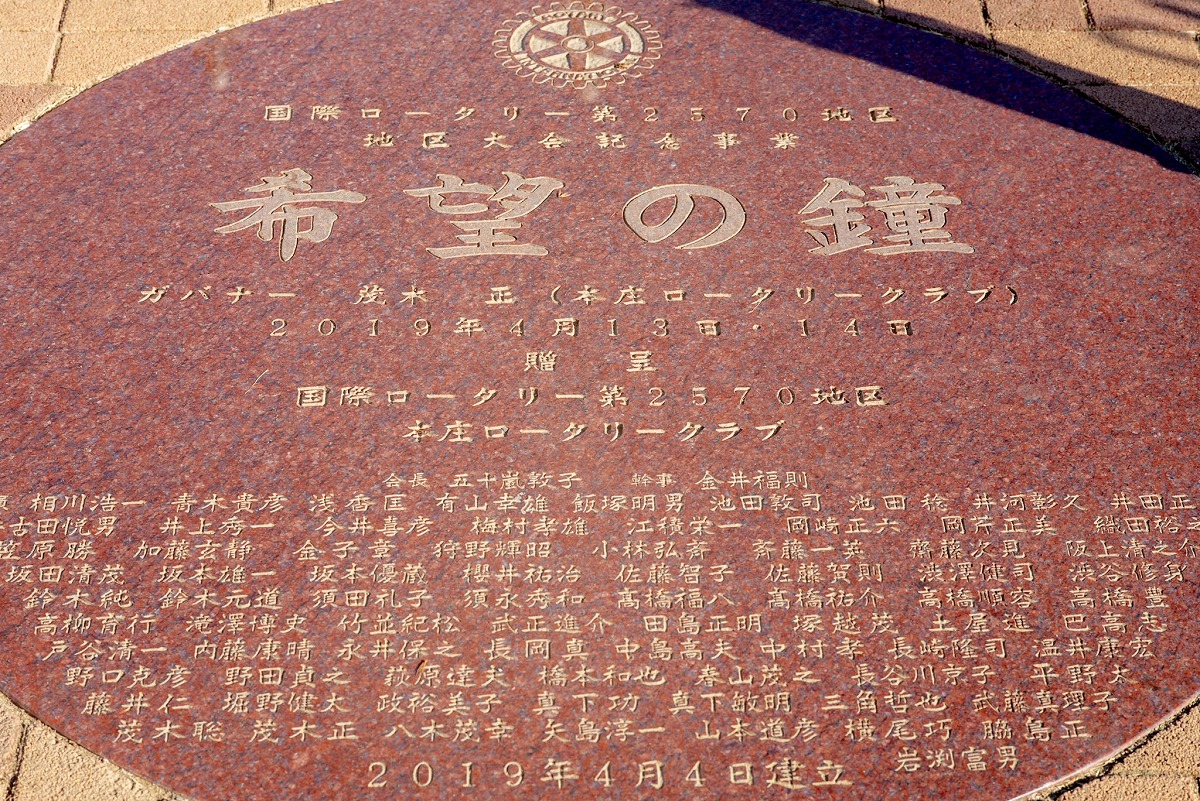 ROTARY INTERNATIONAL
国際ロータリー第2570地区
地区大会記念事業
希望の鐘
ガバナー 茂木 正（本庄ロータリークラブ）
2019年4月13日・14日
贈 呈
国際ロータリー第2570地区
本庄ロータリークラブ
会長 五十嵐敦子 幹事 金井福則
相川浩一 青木貴彦 浅香匡 有山幸雄 飯塚明男 池田敦司 池田稔 井河彰久 井田正
古田悦男 井上秀一 今井喜彦 梅村孝雄 江積栄一 岡崎正六 岡芹正美 織田裕
笠原勝 加藤玄静 金子章 狩野輝昭 小林弘斉 斉藤一英 齊藤次見 阪上清之介
坂田清茂 坂本雄一 坂本優蔵 櫻井祐治 佐藤智子 佐藤賀則 渋澤健司 渋谷修身
鈴木純 鈴木元道 須田礼子 須永秀和 高橋福八 高橋祐介 高橋順容 高橋豊
高柳育行 滝澤博史 竹並紀松 武正進介 田島正明 塚越茂 土屋進 巴高志
戸谷清一 内藤康晴 永井保之 長岡真 中島高夫 中村孝 長崎隆司 温井康宏
野口克彦 野田貞之 萩原達夫 橋本和也 春山茂之 長谷川京子 平野太
藤井仁 堀野健太 政裕美子 真下功 真下敏明 三角哲也 武藤真理子
茂木聡 茂木正 八木茂幸 矢島淳一 山本道彦 横尾巧 脇島正
岩渕富男
2019年4月4日建立